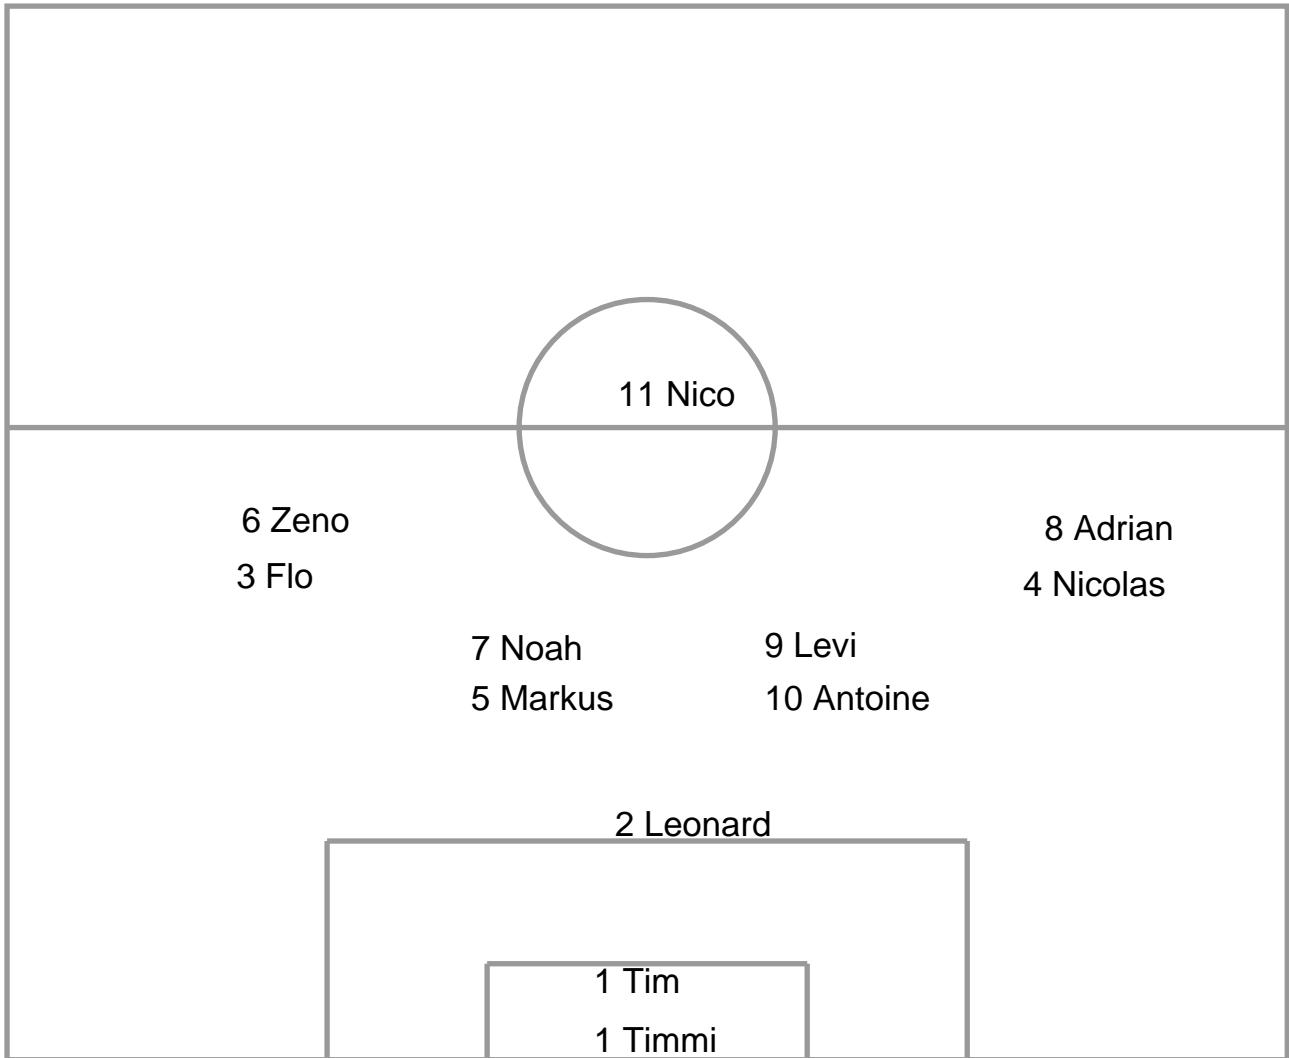 11 Nico
6 Zeno
8 Adrian
3 Flo
4 Nicolas
7 Noah
9 Levi
5 Markus
10 Antoine
2 Leonard
1 Tim
1 Timmi